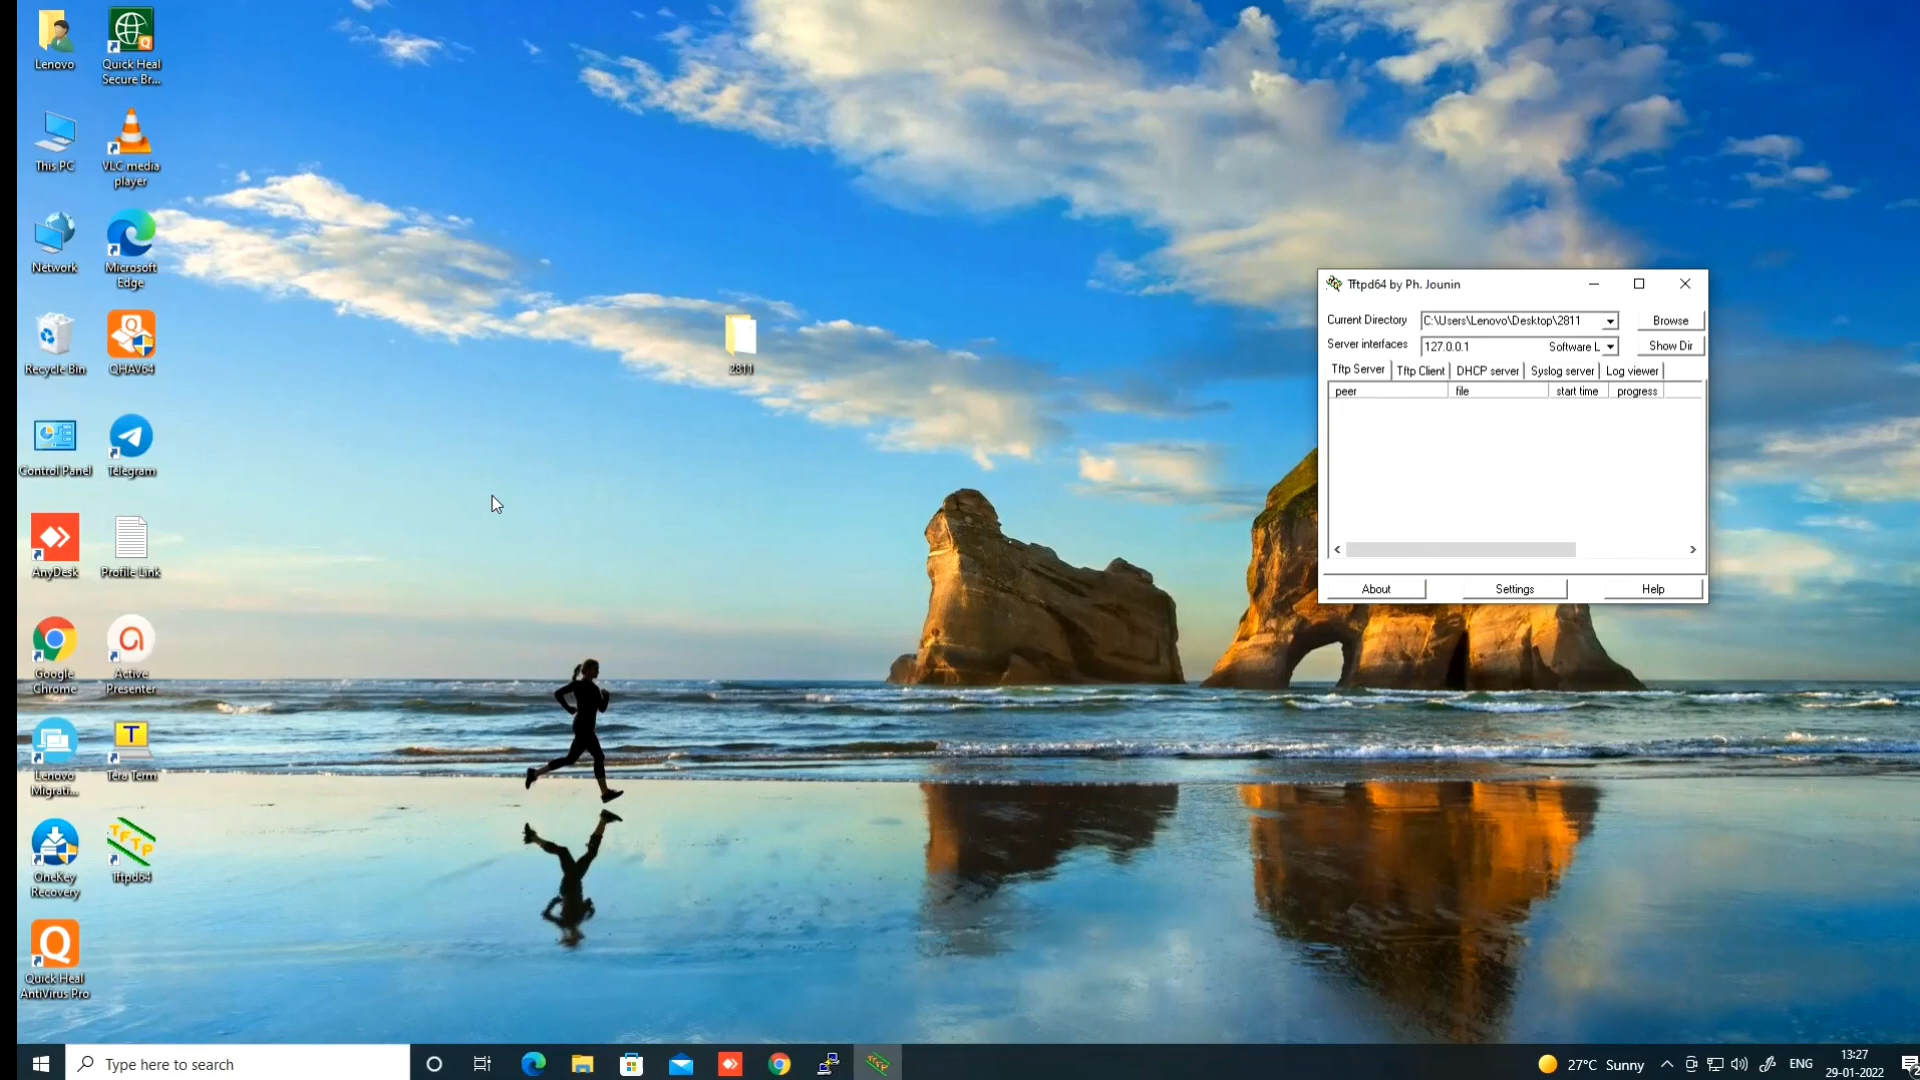 Lenovo
Quick Heal
Secure Br...
This PC
VLC media
player
Network
Microsoft
Edge
Recycle Bin
QHAV64
Control Panel
Telegram
AnyDesk
Profile Link
Google
Chrome
Active
Presenter
Lenovo
Migrati...
T
Tera Term
OneKey
Recovery
TFTP
Tftpd64
Quick Heal
AntiVirus Pro
2811
Tftpd64 by Ph. Jounin
Current Directory C:\Users\Lenovo\Desktop\2811 Browse
Server interfaces 127.0.0.1 Software L Show Dir
Tftp Server Tftp Client DHCP server Syslog server Log viewer
peer file start time progress
About Settings Help
Type here to search
27°C Sunny ENG
13:27
29-01-2022
2